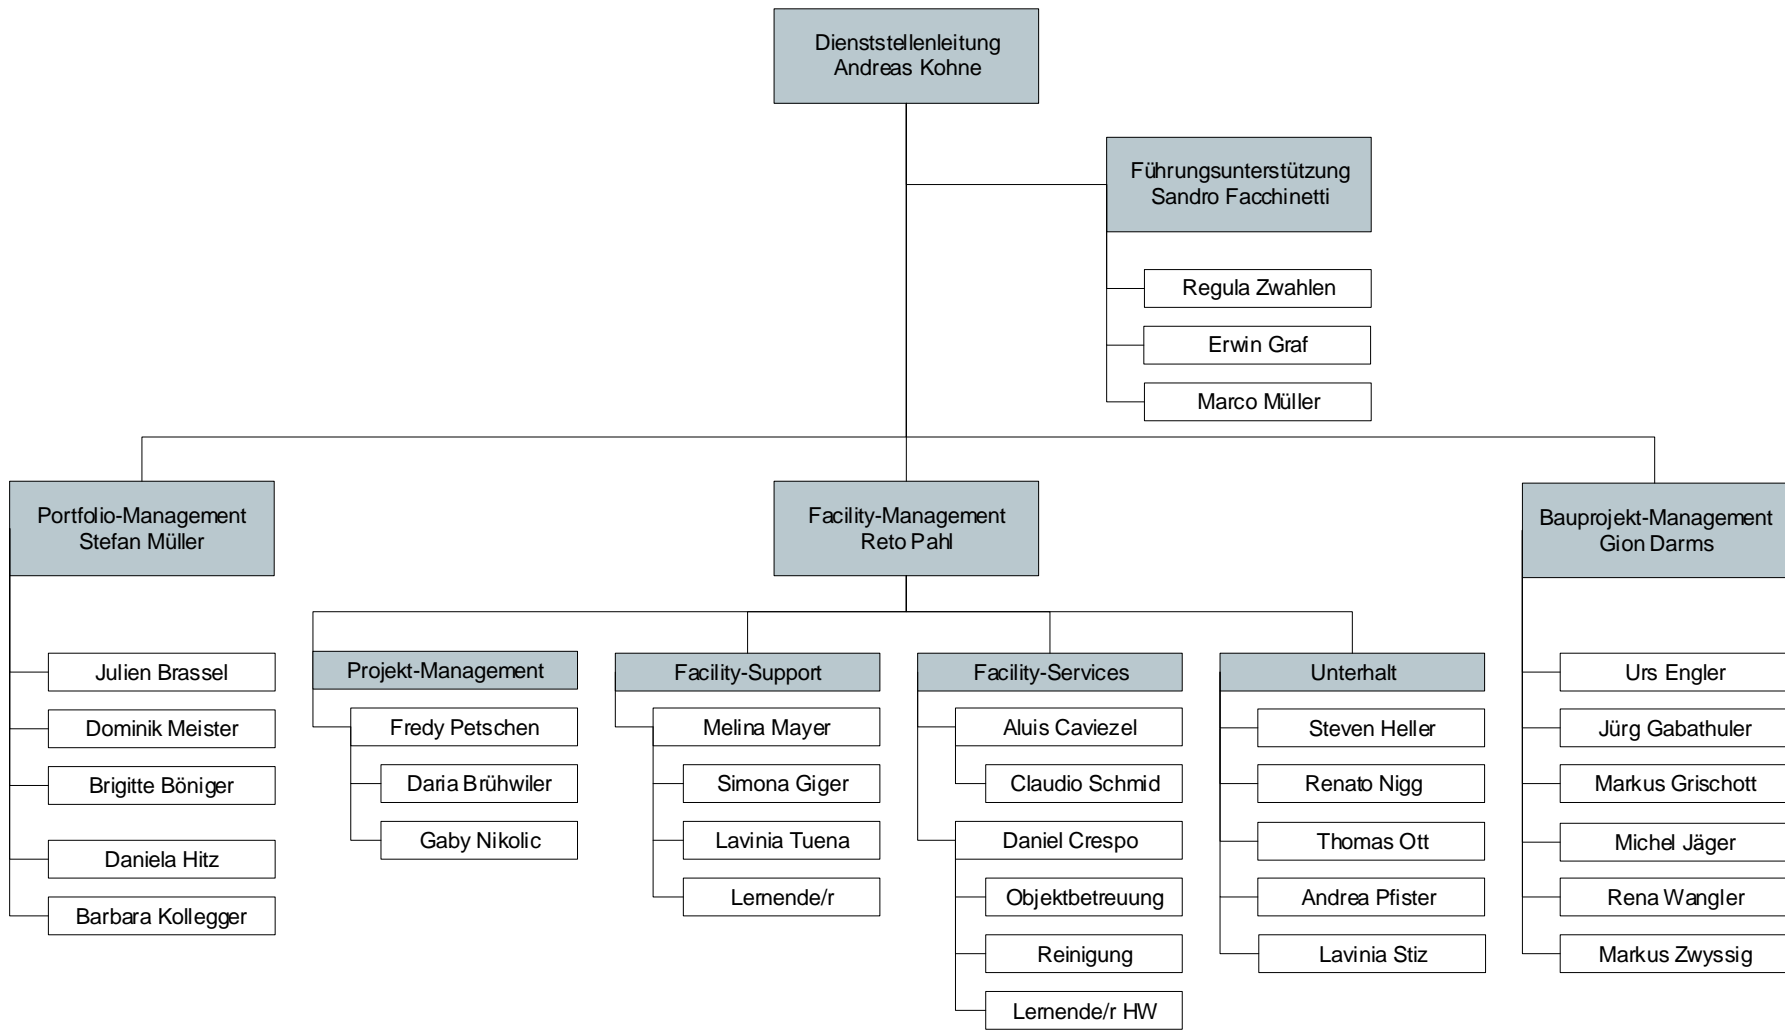 Dienststellenleitung
Andreas Kohne
Führungsunterstützung
Sandro Facchinetti
Regula Zwahlen
Erwin Graf
Marco Müller
Portfolio-Management
Stefan Müller
Julien Brassel
Dominik Meister
Brigitte Böniger
Daniela Hitz
Barbara Kollegger
Facility-Management
Reto Pahl
Projekt-Management
Fredy Petschen
Daria Brühwiler
Gaby Nikolic
Facility-Support
Melina Mayer
Simona Giger
Lavinia Tuena
Lernende/r
Facility-Services
Aluis Caviezel
Claudio Schmid
Daniel Crespo
Objektbetreuung
Reinigung
Lernende/r HW
Unterhalt
Steven Heller
Renato Nigg
Thomas Ott
Andrea Pfister
Lavinia Stiz
Bauprojekt-Management
Gion Darms
Urs Engler
Jürg Gabathuler
Markus Grischott
Michel Jäger
Rena Wangler
Markus Zwyssig